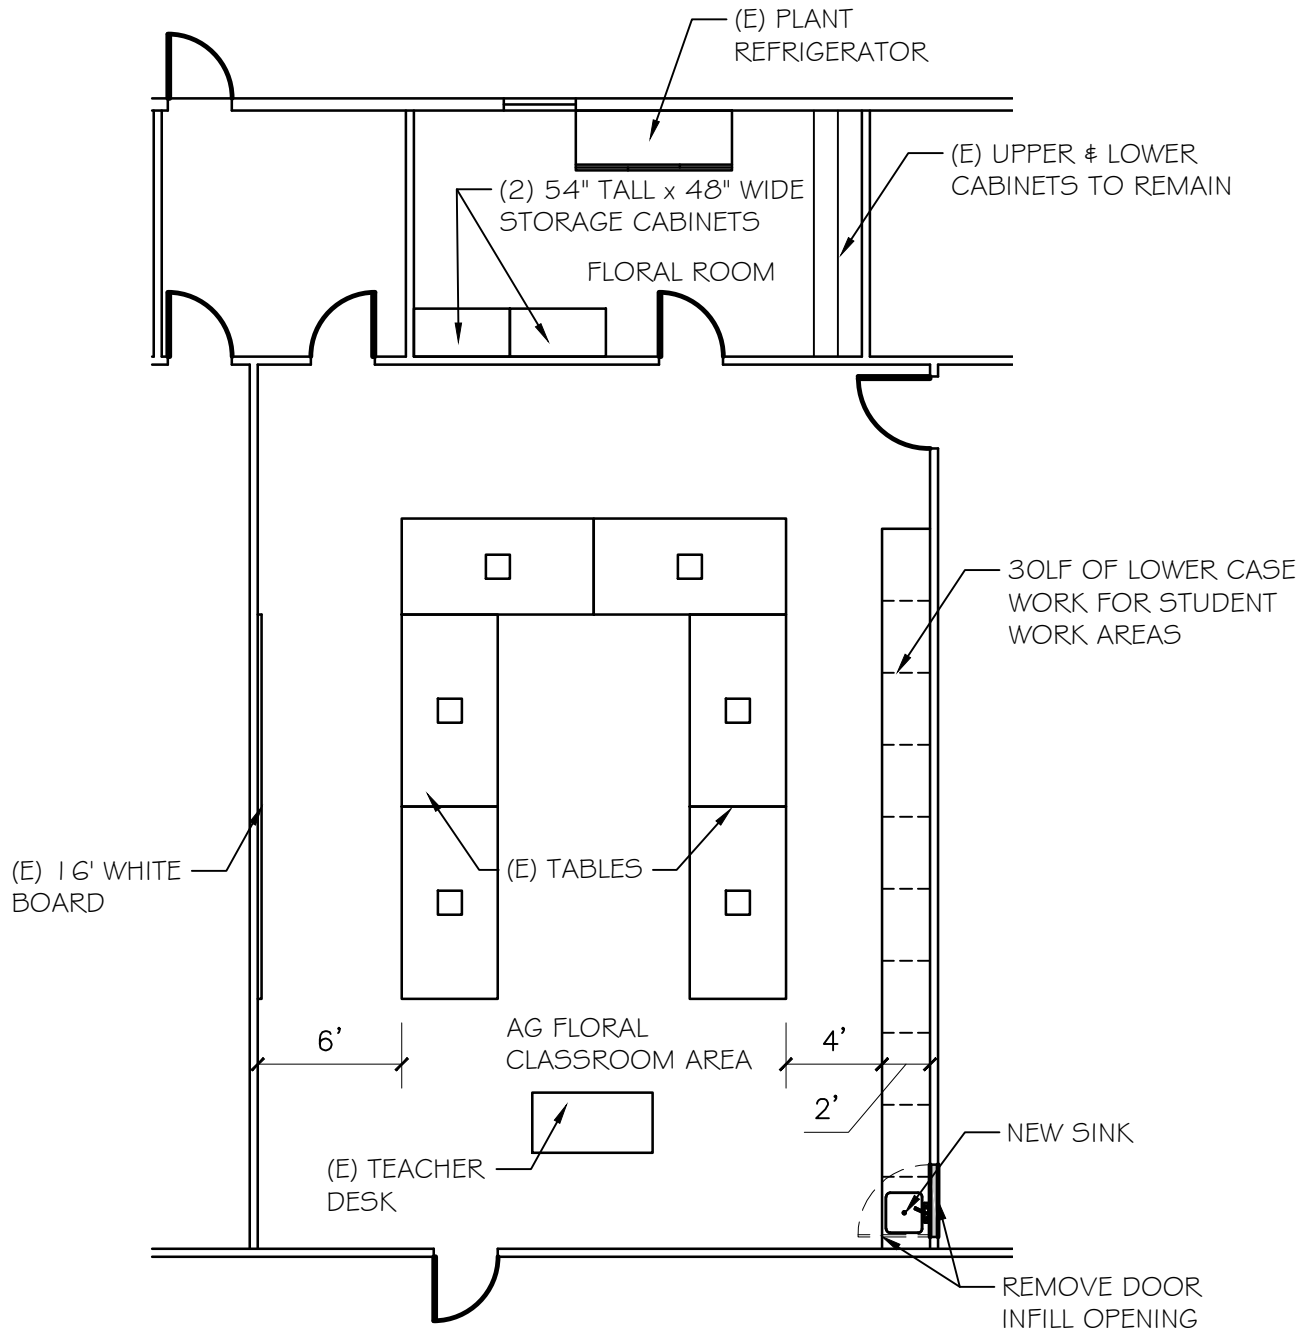 (E) PLANT
REFRIGERATOR
(E) UPPER & LOWER
CABINETS TO REMAIN
(2) 54" TALL x 48" WIDE
STORAGE CABINETS
FLORAL ROOM
30LF OF LOWER CASE
WORK FOR STUDENT
WORK AREAS
(E) 16' WHITE
BOARD
(E) TABLES
AG FLORAL
CLASSROOM AREA
6'
4'
2'
NEW SINK
(E) TEACHER
DESK
REMOVE DOOR
INFILL OPENING